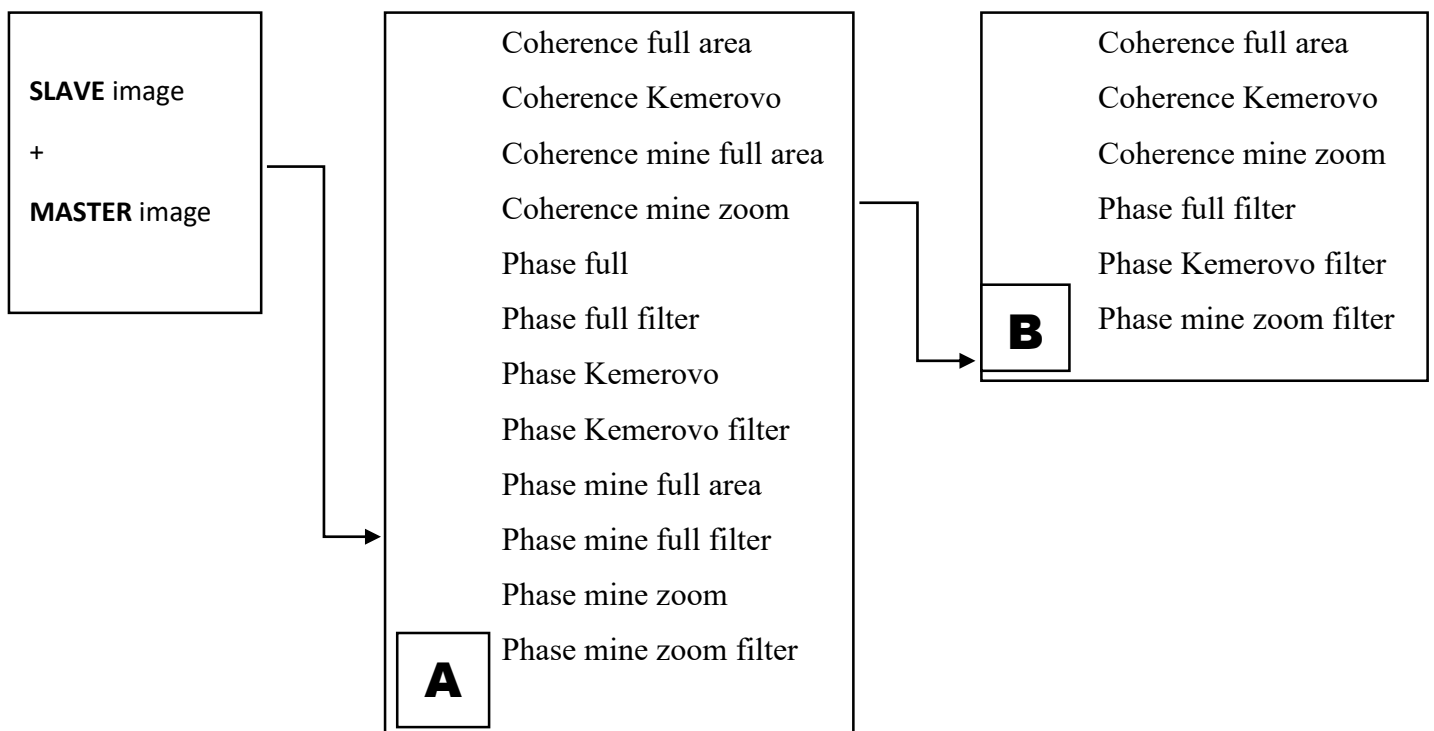 SLAVE image
+
MASTER image
Coherence full area
Coherence Kemerovo
Coherence mine full area
Coherence mine zoom
Phase full
Phase full filter
Phase Kemerovo
Phase Kemerovo filter
Phase mine full area
Phase mine full filter
Phase mine zoom
Phase mine zoom filter
A
Coherence full area
Coherence Kemerovo
Coherence mine zoom
Phase full filter
Phase Kemerovo filter
Phase mine zoom filter
B